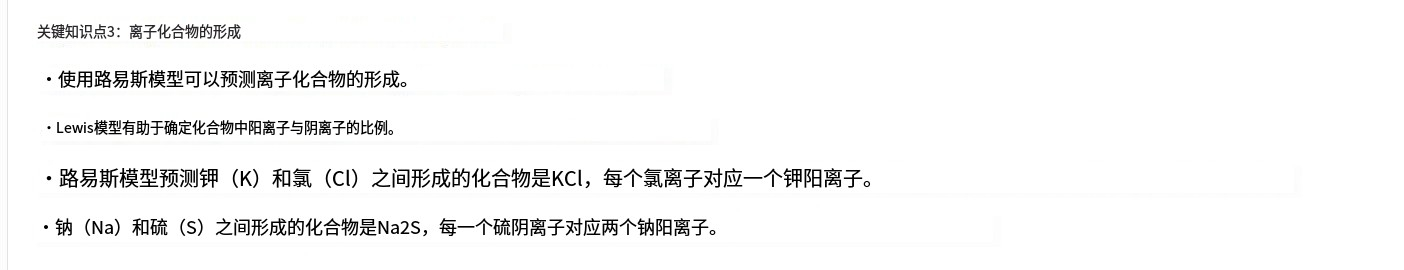 关键知识点3：离子化合物的形成
・使用路易斯模型可以预测离子化合物的形成。
・Lewis模型有助于确定化合物中阳离子与阴离子的比例。
・路易斯模型预测钾（K）和氯（Cl）之间形成的化合物是KCl，每个氯离子对应一个钾阳离子。
・钠（Na）和硫（S）之间形成的化合物是Na2S，每一个硫阴离子对应两个钠阳离子。